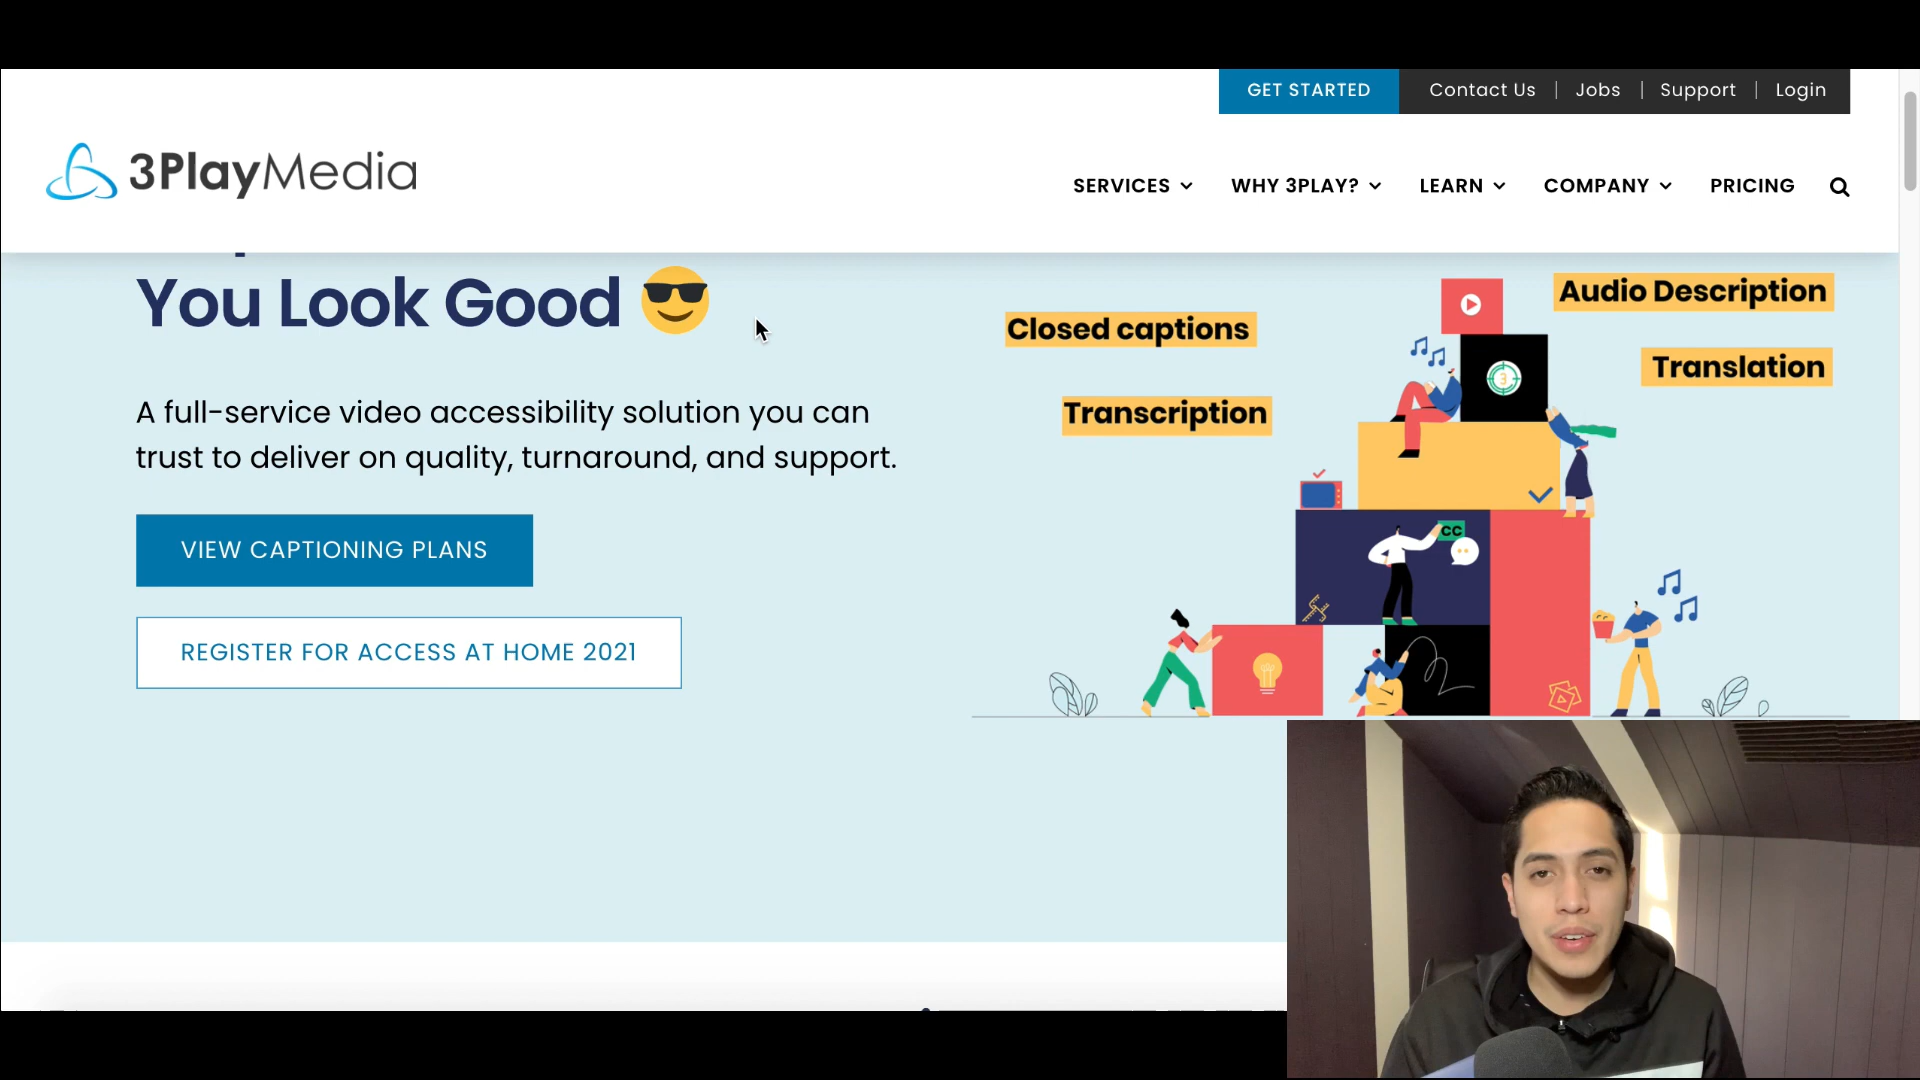 GET STARTED
Contact Us | Jobs | Support | Login
3PlayMedia
SERVICES WHY 3PLAY? LEARN COMPANY PRICING
You Look Good 😎
A full-service video accessibility solution you can
trust to deliver on quality, turnaround, and support.
VIEW CAPTIONING PLANS
REGISTER FOR ACCESS AT HOME 2021
Closed captions
Transcription
Audio Description
Translation
3
CC